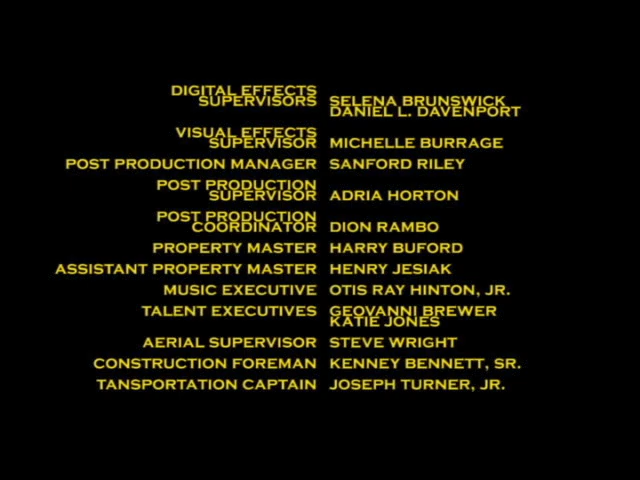 DIGITAL EFFECTS
SUPERVISORS SELENA BRUNSWICK
DANIEL L. DAVENPORT
VISUAL EFFECTS
SUPERVISOR MICHELLE BURRAGE
POST PRODUCTION MANAGER SANFORD RILEY
POST PRODUCTION
SUPERVISOR ADRIA HORTON
POST PRODUCTION
COORDINATOR DION RAMBO
PROPERTY MASTER HARRY BUFORD
ASSISTANT PROPERTY MASTER HENRY JESIAK
MUSIC EXECUTIVE OTIS RAY HINTON, JR.
TALENT EXECUTIVES GEOVANNI BREWER
KATIE JONES
AERIAL SUPERVISOR STEVE WRIGHT
CONSTRUCTION FOREMAN KENNEY BENNETT, SR.
TANSPORTATION CAPTAIN JOSEPH TURNER, JR.